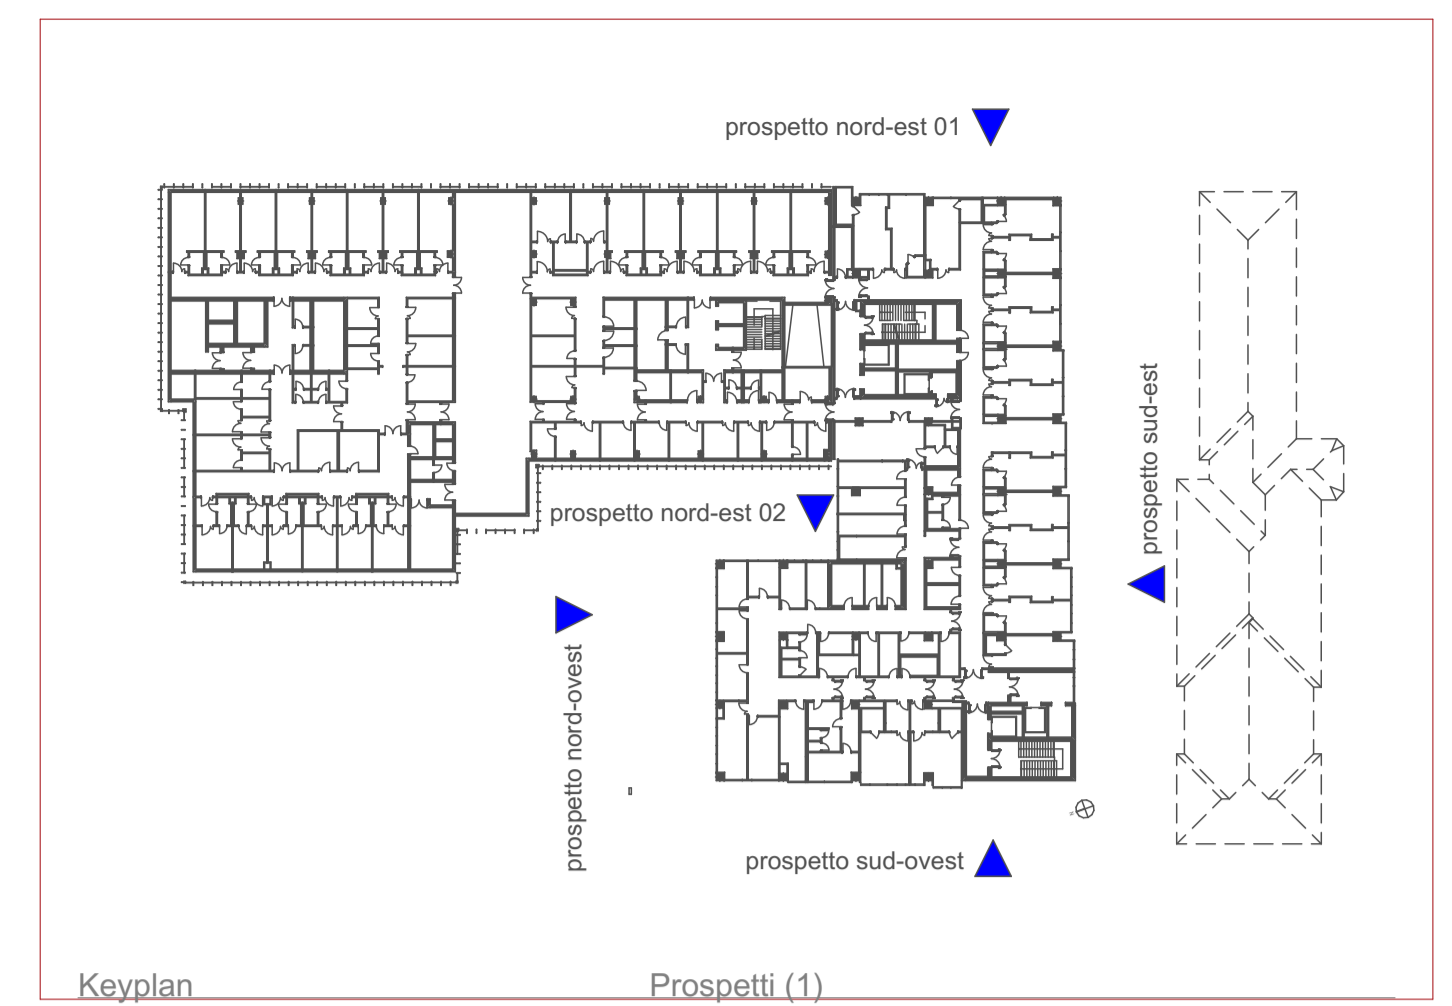 prospetto nord-est 01
prospetto sud-est
prospetto nord-est 02
prospetto nord-ovest
prospetto sud-ovest
Keyplan
Prospetti (1)